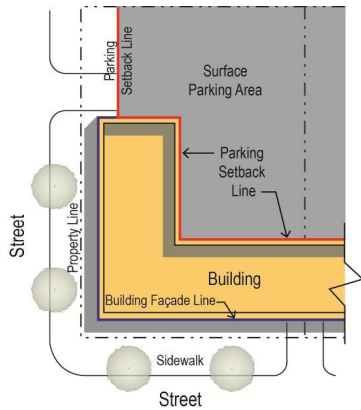 Parking
Setback Line
Surface
Parking Area
Parking
Setback
Line
Property Line
Street
Building
Building Façade Line
Sidewalk
Street